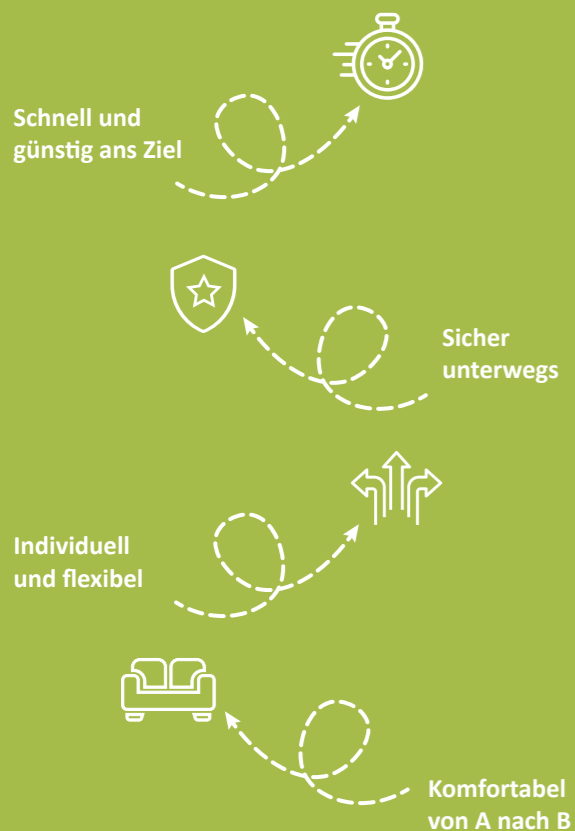 Schnell und
günstig ans Ziel
Sicher
unterwegs
Individuell
und flexibel
Komfortabel
von A nach B